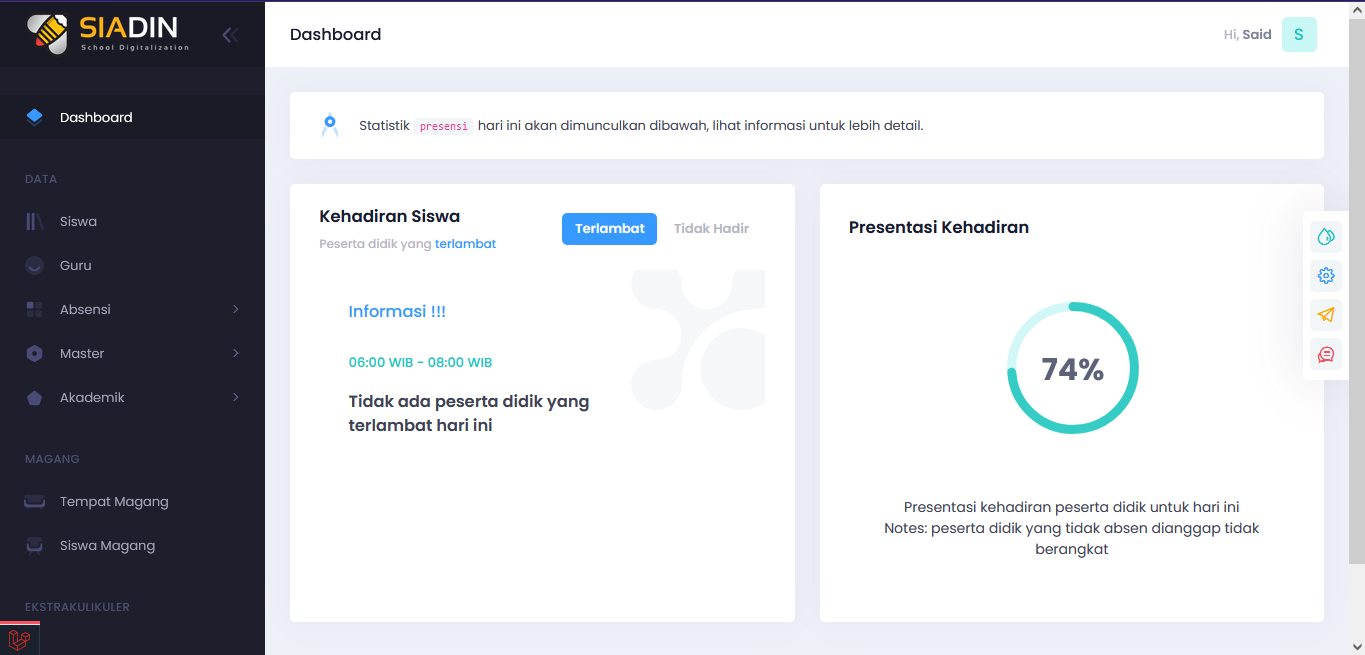 SIADIN
School Digitalization
Dashboard
Hi, Said
S
Dashboard
DATA
Siswa
Guru
Absensi
Master
Akademik
MAGANG
Tempat Magang
Siswa Magang
EKSTRAKULIKULER
Statistik presensi hari ini akan dimunculkan dibawah, lihat informasi untuk lebih detail.
Kehadiran Siswa
Peserta didik yang terlambat
Terlambat
Tidak Hadir
Informasi !!!
06:00 WIB - 08:00 WIB
Tidak ada peserta didik yang
terlambat hari ini
Presentasi Kehadiran
74%
Presentasi kehadiran peserta didik untuk hari ini
Notes: peserta didik yang tidak absen dianggap tidak
berangkat